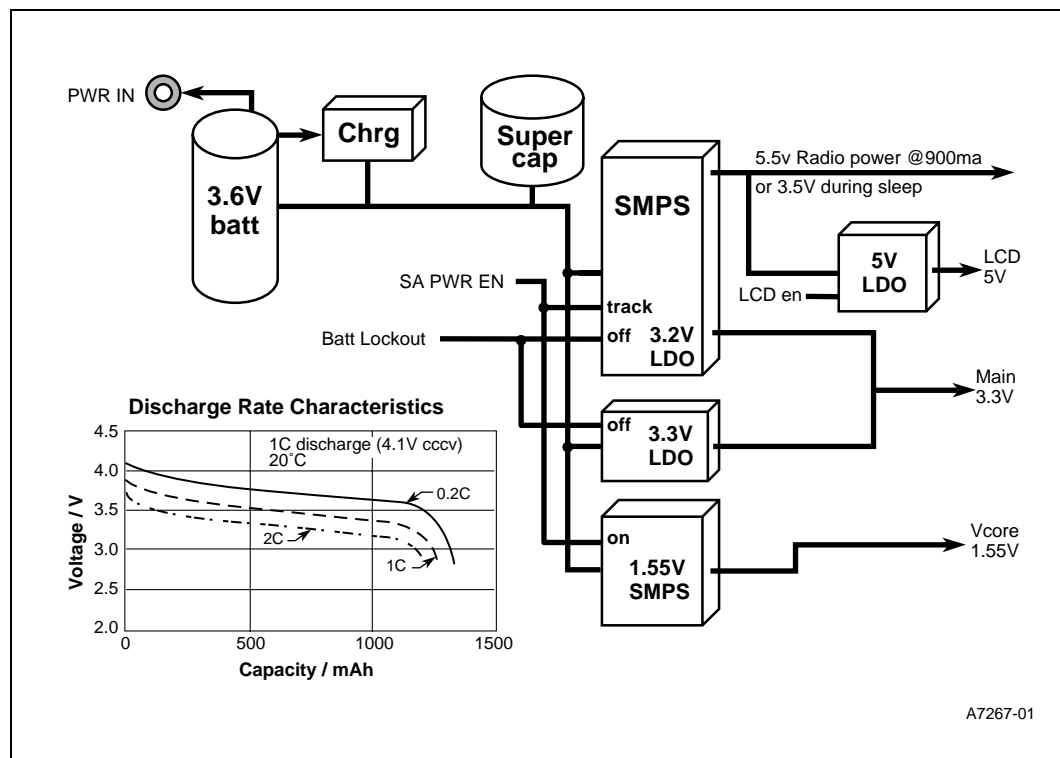 PWR IN
Chrg
Super
cap
3.6V
batt
SMPS
5.5v Radio power @900ma
or 3.5V during sleep
5V
LDO
LCD
5V
LCD en
SA PWR EN
track
Batt Lockout
off
3.2V
LDO
Main
3.3V
off
3.3V
LDO
on
1.55V
SMPS
Vcore
1.55V
Discharge Rate Characteristics
1C discharge (4.1V cccv)
20˚C
4.5
4.0
3.5
3.0
2.5
2.0
Voltage / V
0.2C
2C
1C
0
500
1000
1500
Capacity / mAh
A7267-01